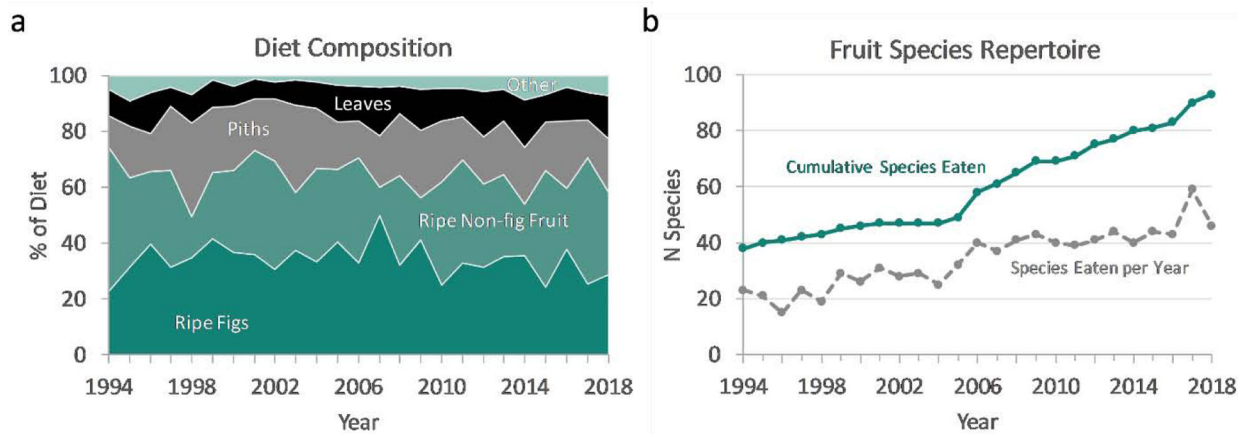 a
Diet Composition
100
80
60
40
20
0
% of Diet
Other
Leaves
Piths
Ripe Non-fig Fruit
Ripe Figs
1994
1998
2002
2006
2010
2014
2018
Year
b
Fruit Species Repertoire
100
80
60
40
20
0
N Species
Cumulative Species Eaten
Species Eaten per Year
1994
1998
2002
2006
2010
2014
2018
Year